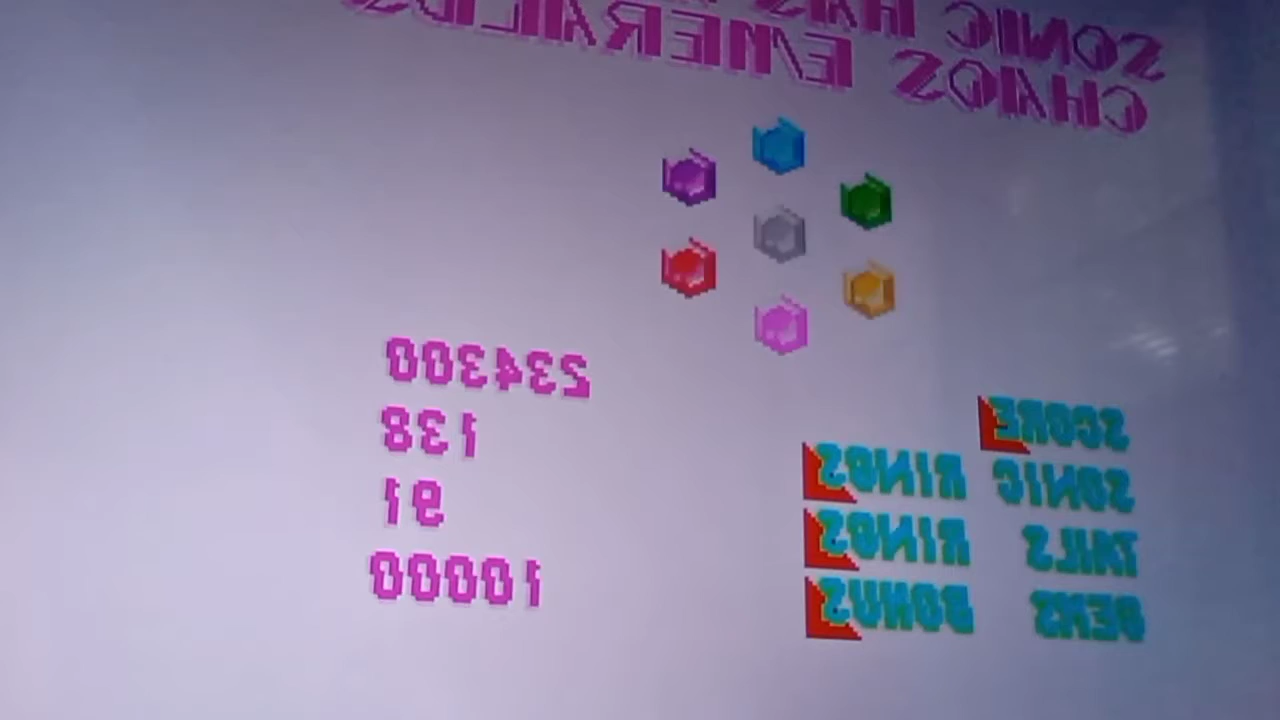 SONIC HAS
CHAOS EMERALDS
SCORE 234300
SONIC RINGS 138
TAILS RINGS 91
GEMS BONUS 10000